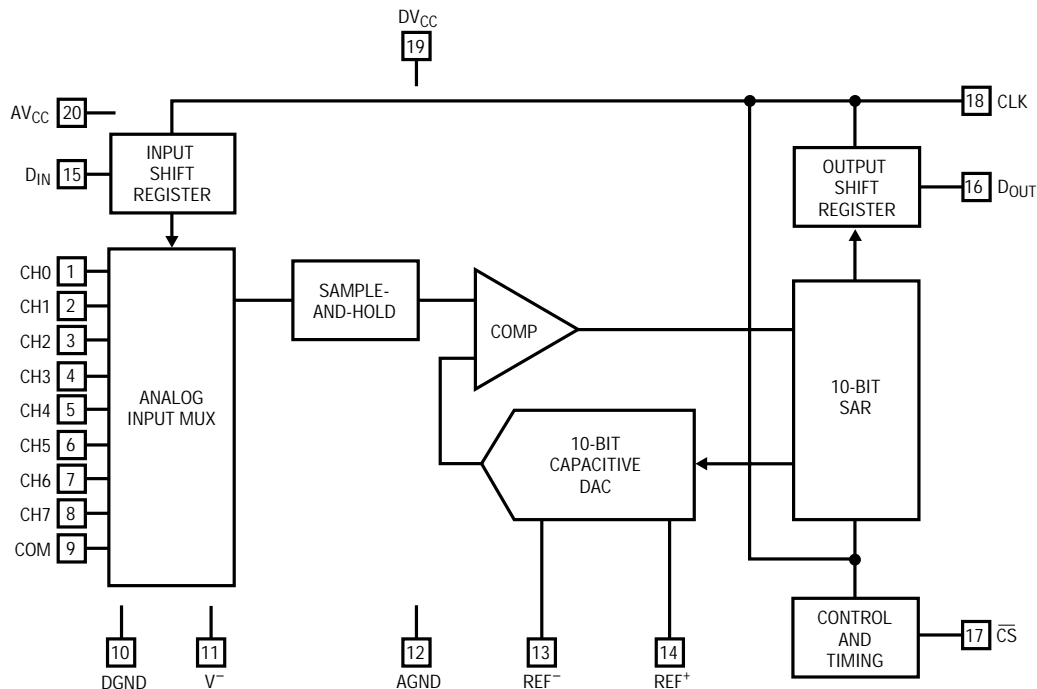 DVCC
19
AVCC 20
18 CLK
INPUT
SHIFT
REGISTER
DIN 15
OUTPUT
SHIFT
REGISTER
16 DOUT
CH0 1
CH1 2
CH2 3
CH3 4
CH4 5
CH5 6
CH6 7
CH7 8
COM 9
ANALOG
INPUT MUX
SAMPLE-
AND-HOLD
COMP
10-BIT
CAPACITIVE
DAC
10-BIT
SAR
CONTROL
AND
TIMING
17 C̅S̅
10
DGND
11
V⁻
12
AGND
13
REF⁻
14
REF⁺